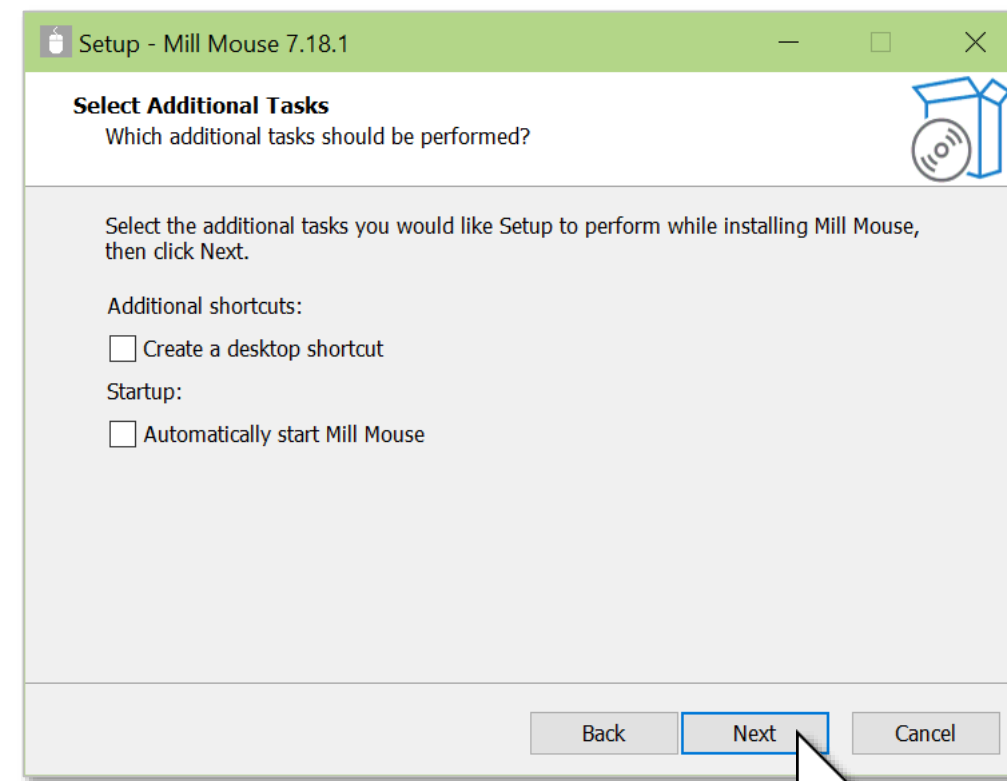 Setup - Mill Mouse 7.18.1
Select Additional Tasks
Which additional tasks should be performed?
Select the additional tasks you would like Setup to perform while installing Mill Mouse,
then click Next.
Additional shortcuts:
Create a desktop shortcut
Startup:
Automatically start Mill Mouse
Back Next Cancel